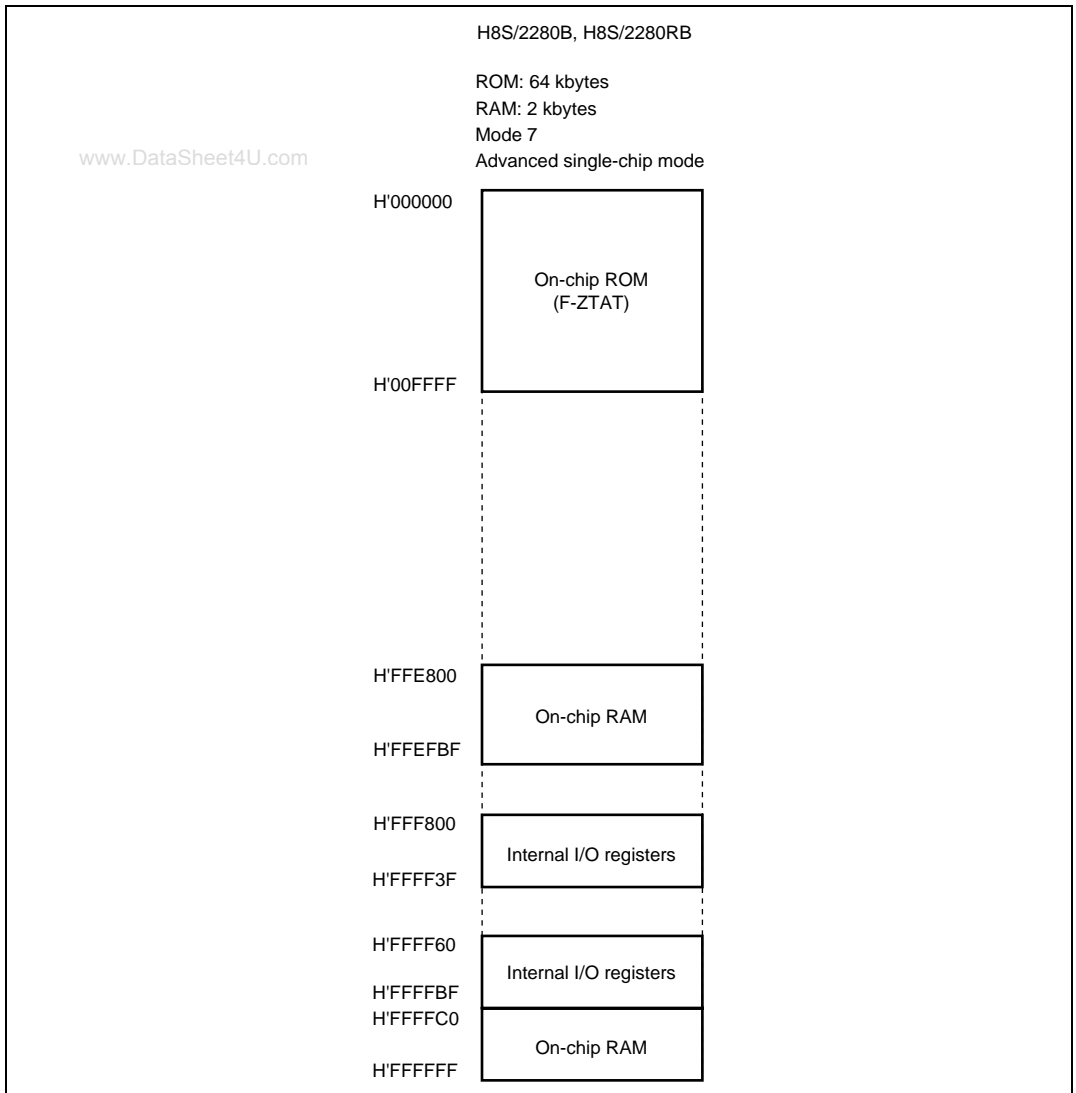 H8S/2280B, H8S/2280RB
ROM: 64 kbytes
RAM: 2 kbytes
Mode 7
www.DataSheet4U.com
Advanced single-chip mode
H'000000
On-chip ROM
(F-ZTAT)
H'00FFFF
H'FFE800
On-chip RAM
H'FFEFBF
H'FFF800
Internal I/O registers
H'FFFF3F
H'FFFF60
Internal I/O registers
H'FFFFBF
H'FFFFC0
On-chip RAM
H'FFFFFF